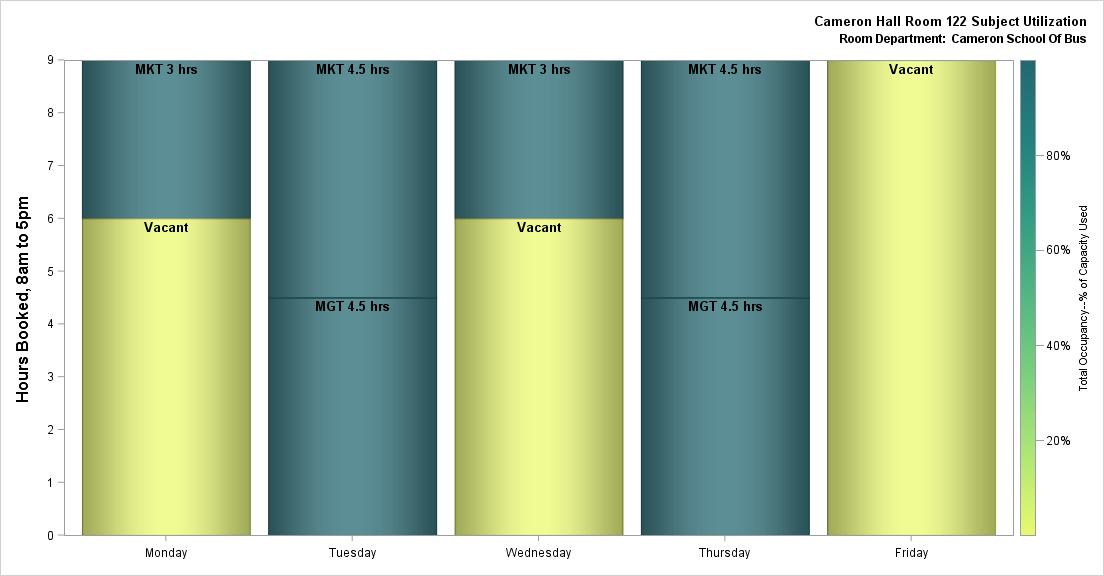 Cameron Hall Room 122 Subject Utilization
Room Department: Cameron School Of Bus
Hours Booked, 8am to 5pm
9
8
7
6
5
4
3
2
1
0
MKT 3 hrs
Vacant
MKT 4.5 hrs
MGT 4.5 hrs
MKT 3 hrs
Vacant
MKT 4.5 hrs
MGT 4.5 hrs
Vacant
Monday
Tuesday
Wednesday
Thursday
Friday
80%
60%
40%
20%
Total Occupancy--% of Capacity Used